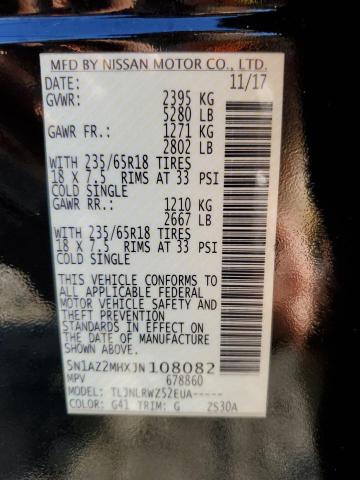 MFD BY NISSAN MOTOR CO., LTD.
DATE: 11/17
GVWR: 2395 KG
5280 LB
GAWR FR.: 1271 KG
2802 LB
WITH 235/65R18 TIRES
18 X 7.5 RIMS AT 33 PSI
COLD SINGLE
GAWR RR.: 1210 KG
2667 LB
WITH 235/65R18 TIRES
18 X 7.5 RIMS AT 33 PSI
COLD SINGLE
THIS VEHICLE CONFORMS TO
ALL APPLICABLE FEDERAL
MOTOR VEHICLE SAFETY AND
THEFT PREVENTION
STANDARDS IN EFFECT ON
THE DATE OF MANUFACTURE
SHOWN ABOVE.
5N1AZ2MHXJN108082
MPV 678860
MODEL: TLJNLRWZ52EUA-----
COLOR: G41 TRIM: G 2S30A